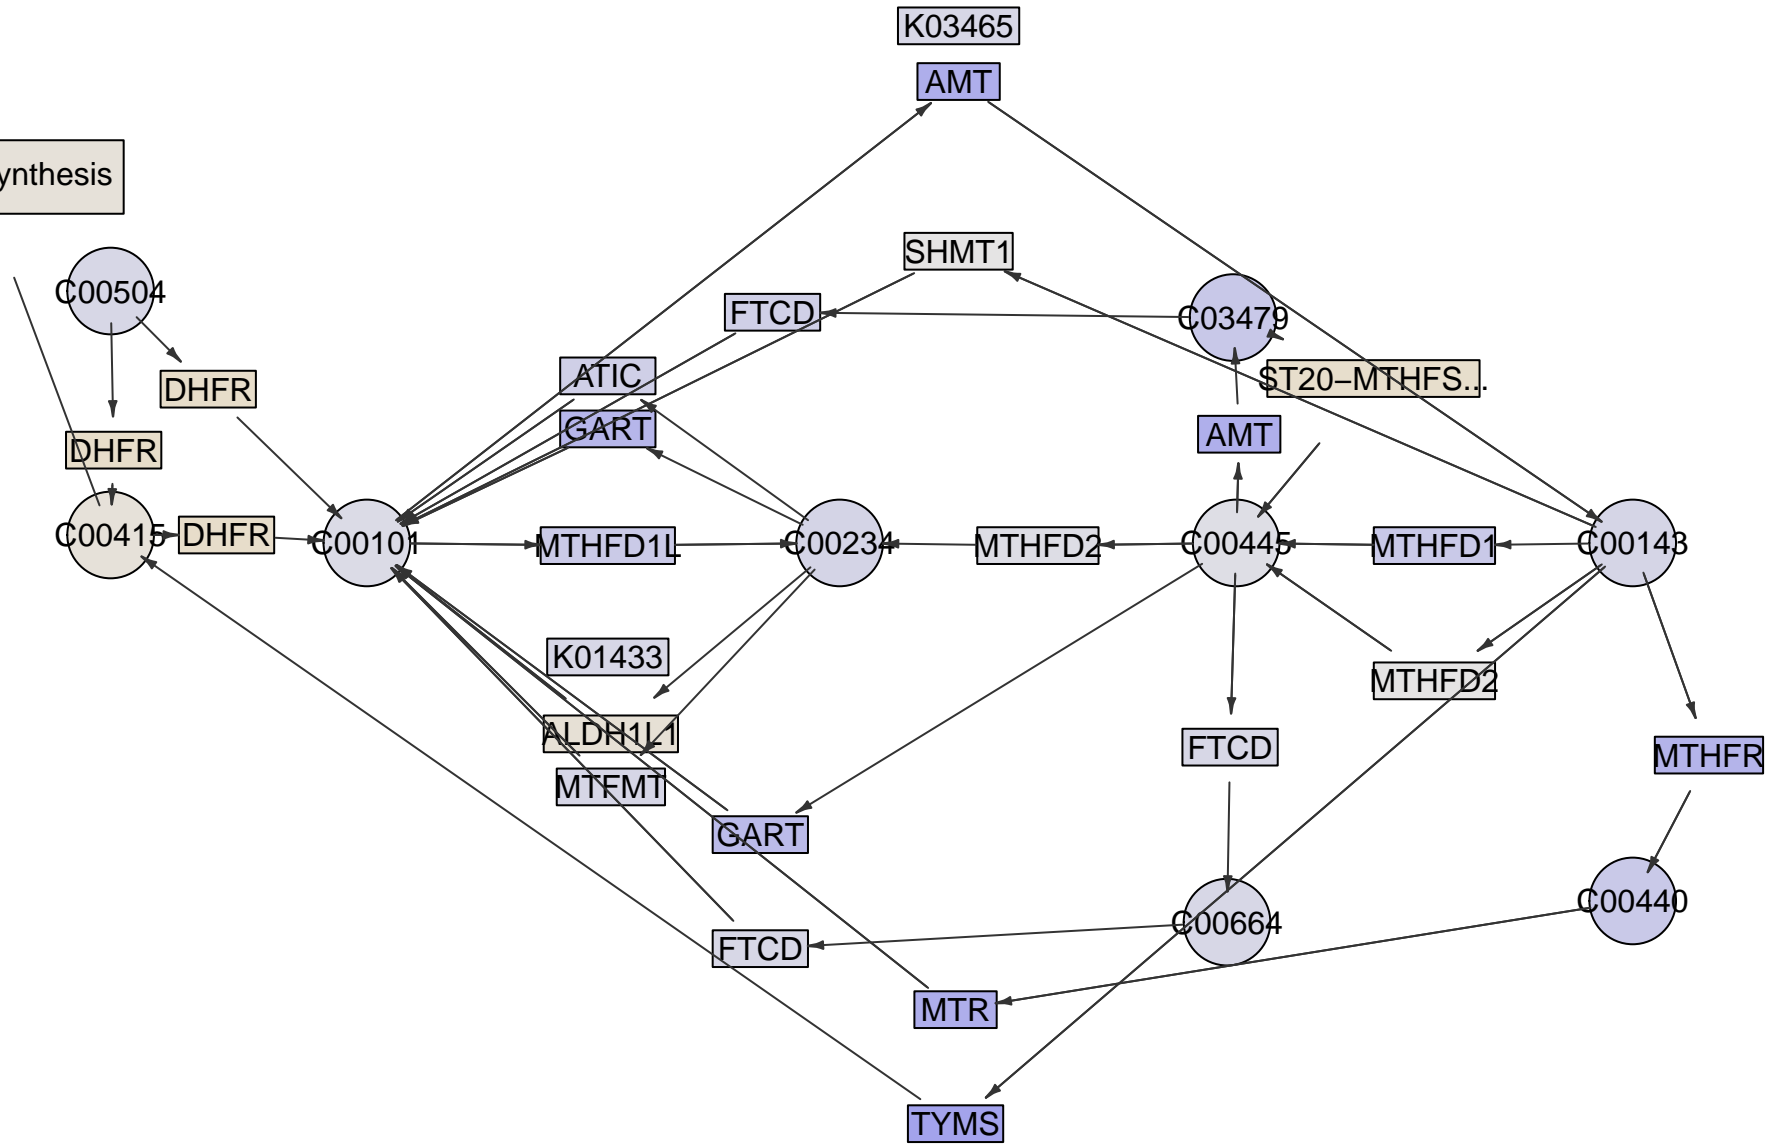 K03465
AMT
ynthesis
SHMT1
C00504
FTCD
C03479
ATIC
DHFR
ST20−MTHFS...
GART
AMT
DHFR
C00415
DHFR
C00101
MTHFD1L
C00234
MTHFD2
C00445
MTHFD1
C00143
K01433
MTHFD2
ALDH1L1
FTCD
MTHFR
MTFMT
GART
C00440
C00664
FTCD
MTR
TYMS